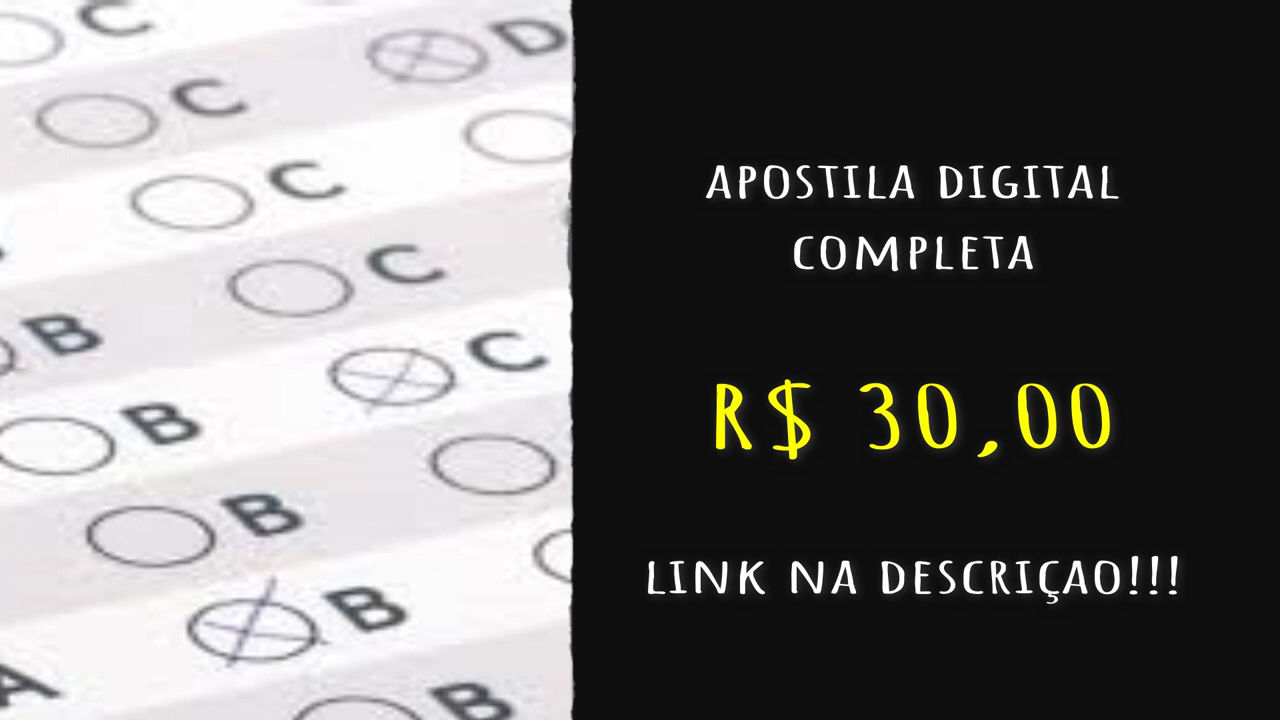 C
D
C
C
C
B
C
B
B
B
A
B
APOSTILA DIGITAL
COMPLETA
R$ 30,00
LINK NA DESCRIÇAO!!!